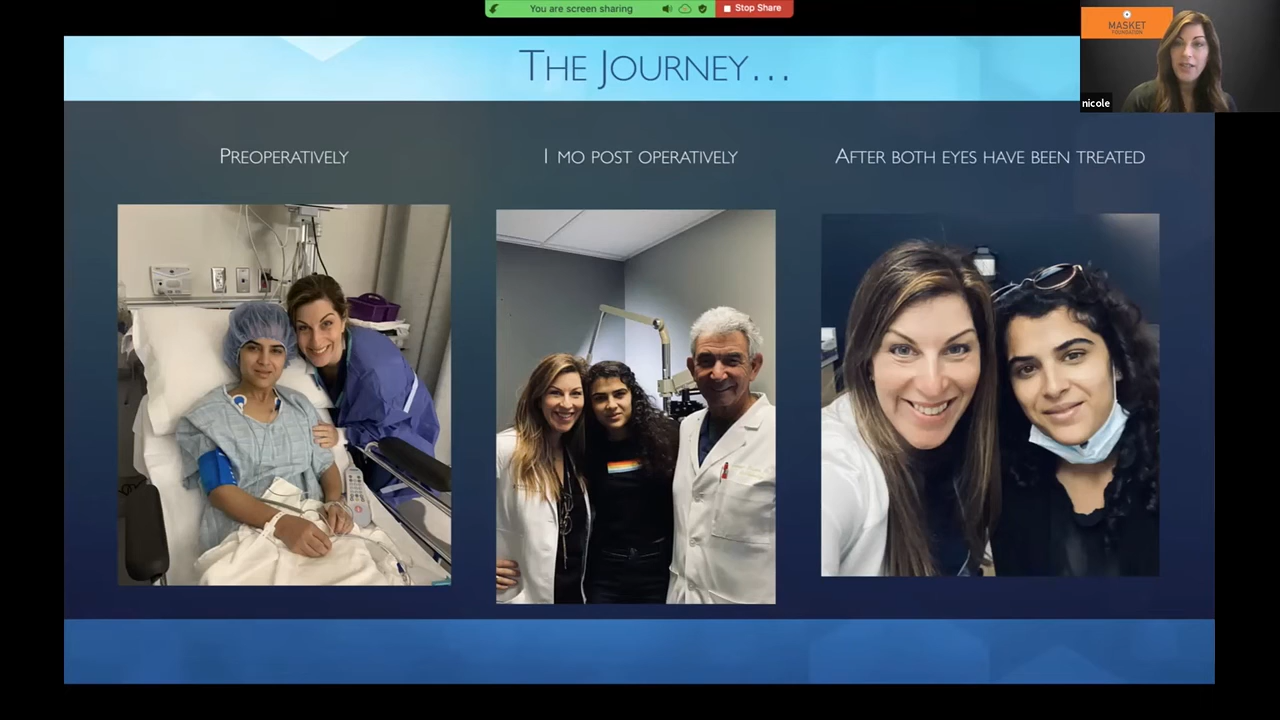 You are screen sharing
Stop Share
MASKET
FOUNDATION
nicole
THE JOURNEY...
PREOPERATIVELY
1 MO POST OPERATIVELY
AFTER BOTH EYES HAVE BEEN TREATED